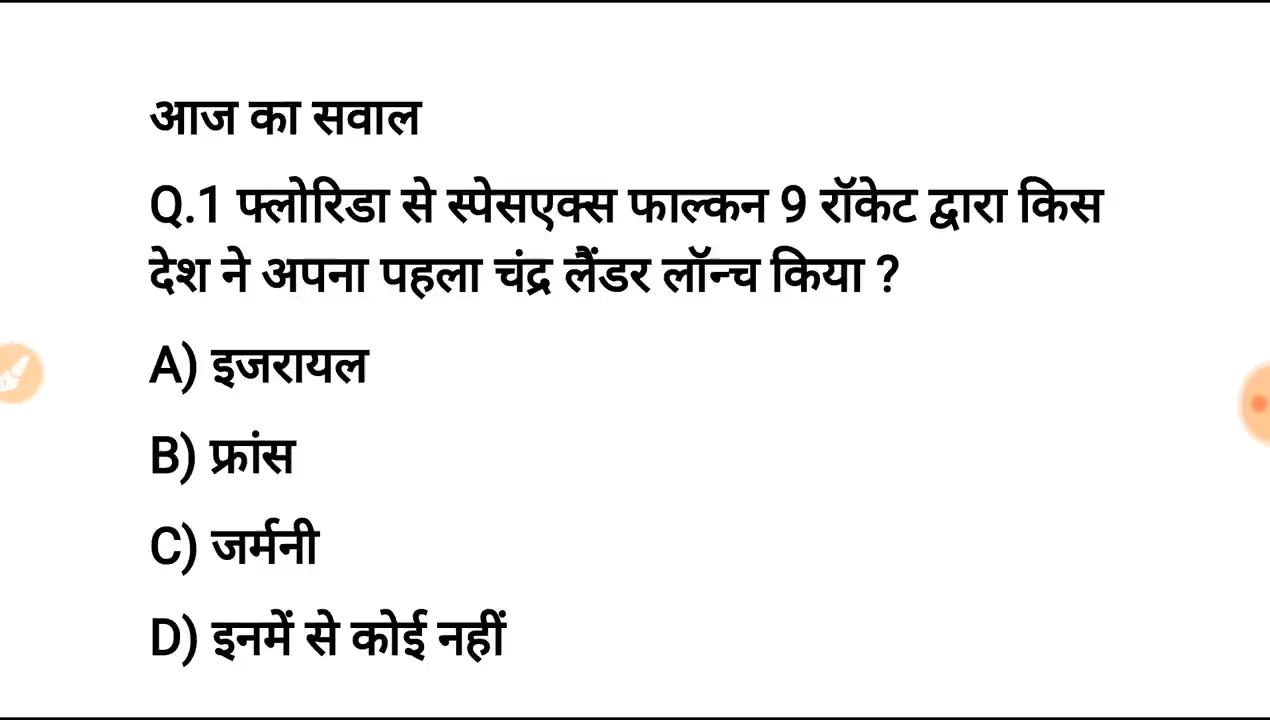 आज का सवाल
Q.1 फ्लोरिडा से स्पेसएक्स फाल्कन 9 रॉकेट द्वारा किस
देश ने अपना पहला चंद्र लैंडर लॉन्च किया ?
A) इजरायल
B) फ्रांस
C) जर्मनी
D) इनमें से कोई नहीं